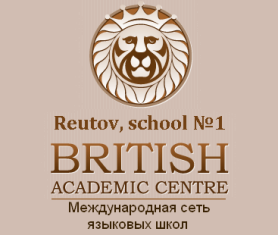 Reutov, school №1
BRITISH
ACADEMIC CENTRE
Международная сеть
языковых школ